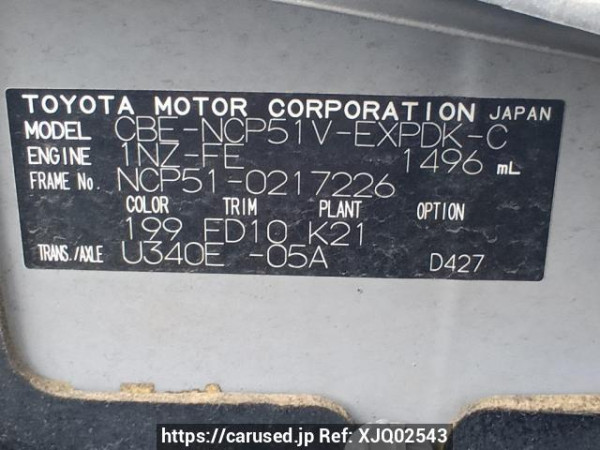 TOYOTA MOTOR CORPORATION JAPAN
MODEL CBE-NCP51V-EXPDK-C
ENGINE 1NZ-FE 1496 mL
FRAME No. NCP51-0217226
COLOR TRIM PLANT OPTION
199 FD10 K21
TRANS./AXLE U340E -05A D427
https://carused.jp Ref: XJQ02543